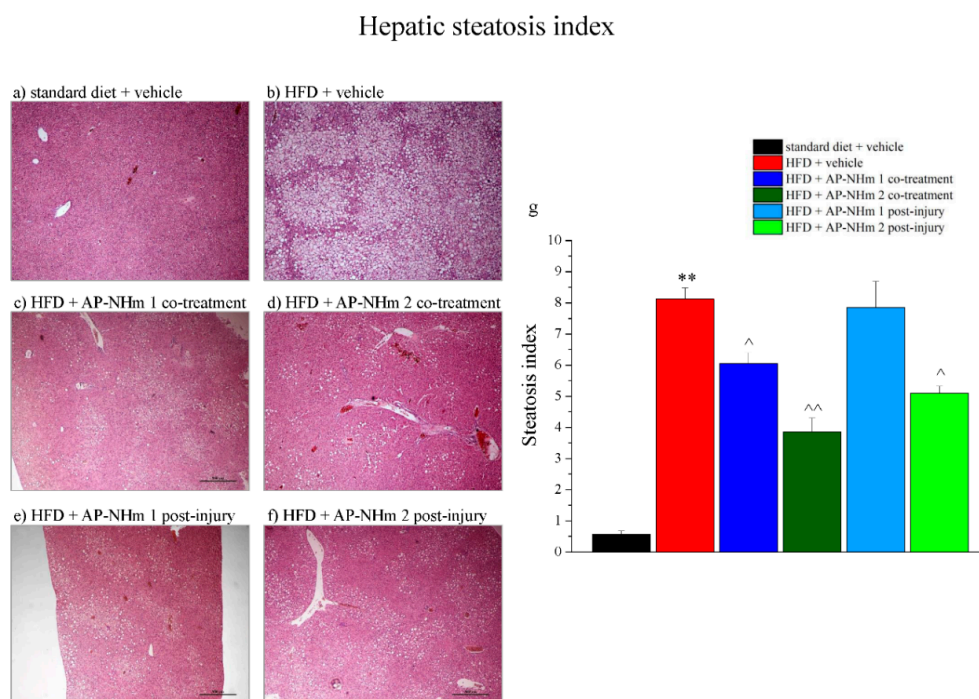 Hepatic steatosis index
a) standard diet + vehicle
b) HFD + vehicle
c) HFD + AP-NHm 1 co-treatment
d) HFD + AP-NHm 2 co-treatment
e) HFD + AP-NHm 1 post-injury
f) HFD + AP-NHm 2 post-injury
g
standard diet + vehicle
HFD + vehicle
HFD + AP-NHm 1 co-treatment
HFD + AP-NHm 2 co-treatment
HFD + AP-NHm 1 post-injury
HFD + AP-NHm 2 post-injury
Steatosis index
10
9
8
7
6
5
4
3
2
1
0
**
^
^^
^